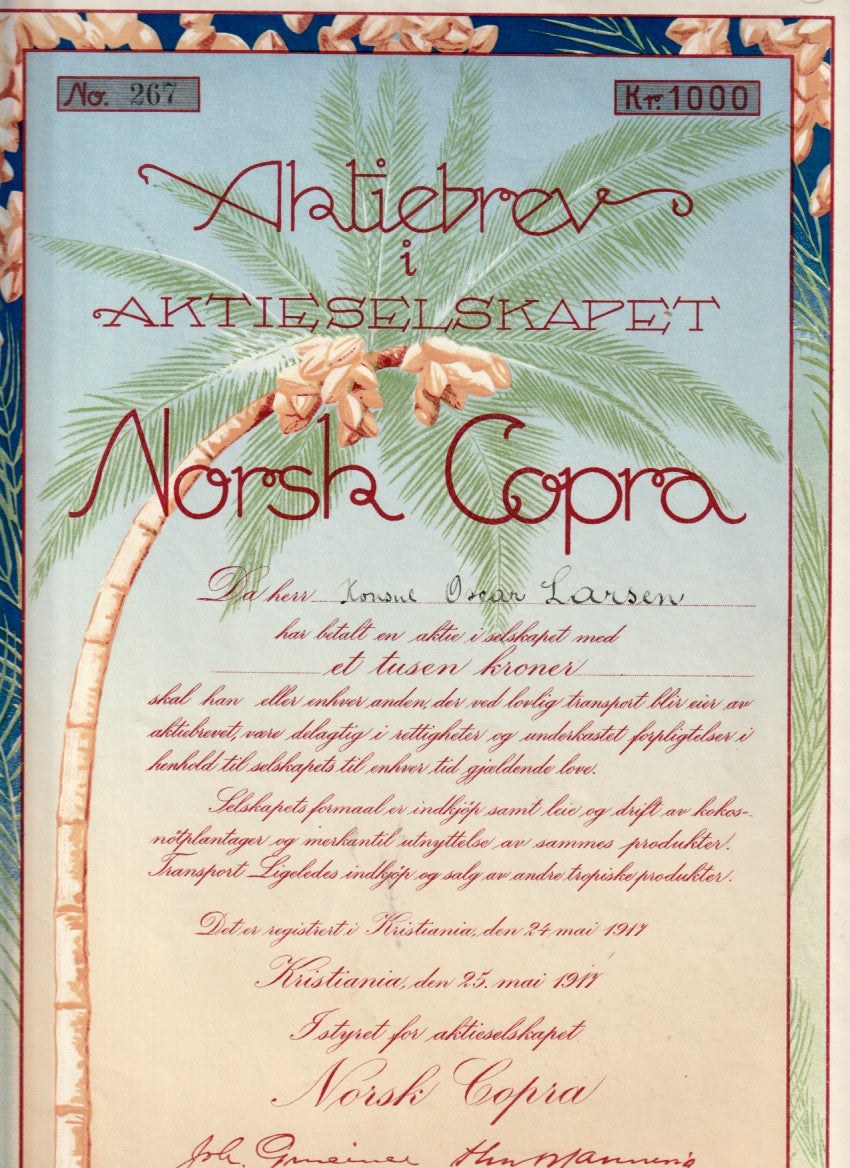 No. 267
Kr. 1000
Aktiebrev
i
AKTIESELSKAPET
Norsk Copra
Da herr Konsul Oscar Larsen
har betalt en aktie i selskapet med
et tusen kroner
skal han eller enhver anden, der ved lovlig transport blir eier av
aktiebrevet, være delagtig i rettigheter og underkastet forpligtelser i
henhold til selskapets til enhver tid gjældende love.
Selskapets formaal er indkjöp samt leie og drift av kokos-
nötplantager og merkantil utnyttelse av sammes produkter.
Transport Ligeledes indkjöp og salg av andre tropiske produkter.
Det er registrert i Kristiania, den 24 mai 1917
Kristiania, den 25. mai 1917
I styret for aktieselskapet
Norsk Copra
Joh.